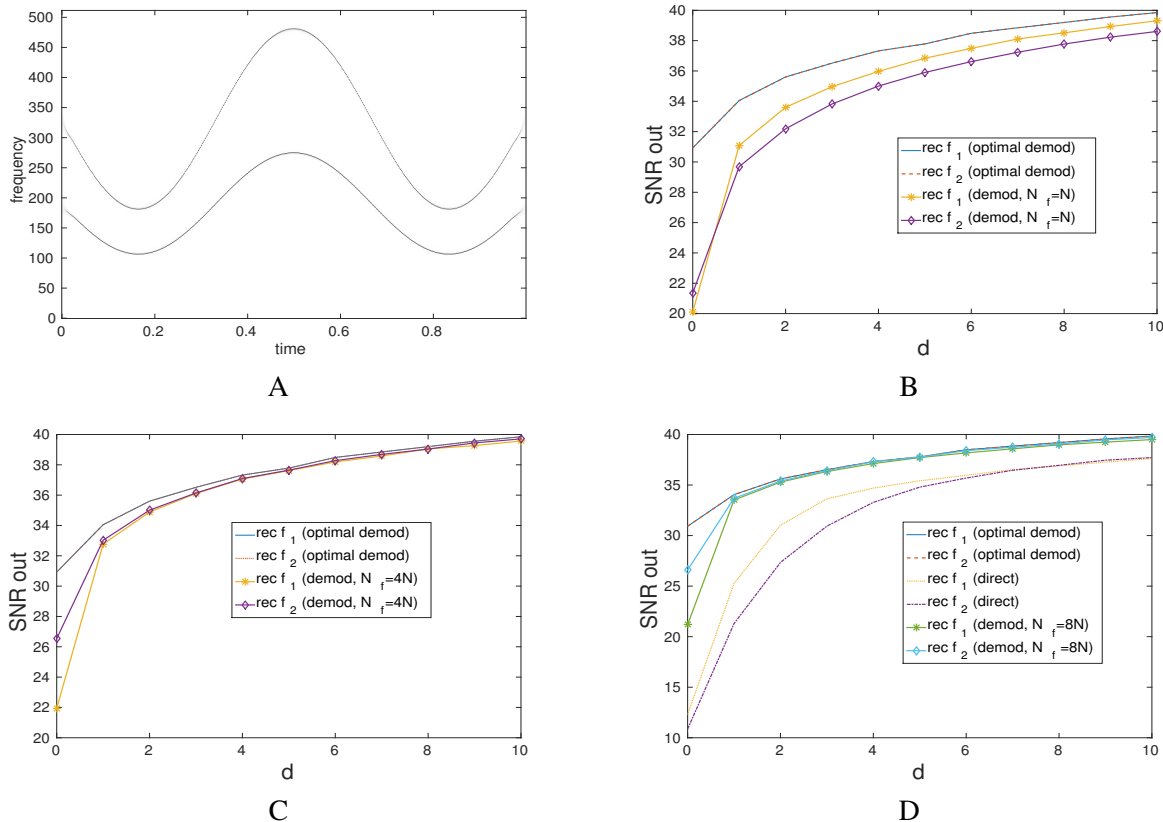 500
450
400
350
300
250
200
150
100
50
0
frequency
0 0.2 0.4 0.6 0.8
time
A
40
38
36
34
32
30
28
26
24
22
20
SNR out
rec f 1 (optimal demod)
rec f 2 (optimal demod)
rec f 1 (demod, N f=N)
rec f 2 (demod, N f=N)
0 2 4 6 8 10
d
B
40
38
36
34
32
30
28
26
24
22
20
SNR out
rec f 1 (optimal demod)
rec f 2 (optimal demod)
rec f 1 (demod, N f=4N)
rec f 2 (demod, N f=4N)
0 2 4 6 8 10
d
C
40
35
30
25
20
15
10
SNR out
rec f 1 (optimal demod)
rec f 2 (optimal demod)
rec f 1 (direct)
rec f 2 (direct)
rec f 1 (demod, N f=8N)
rec f 2 (demod, N f=8N)
0 2 4 6 8 10
d
D